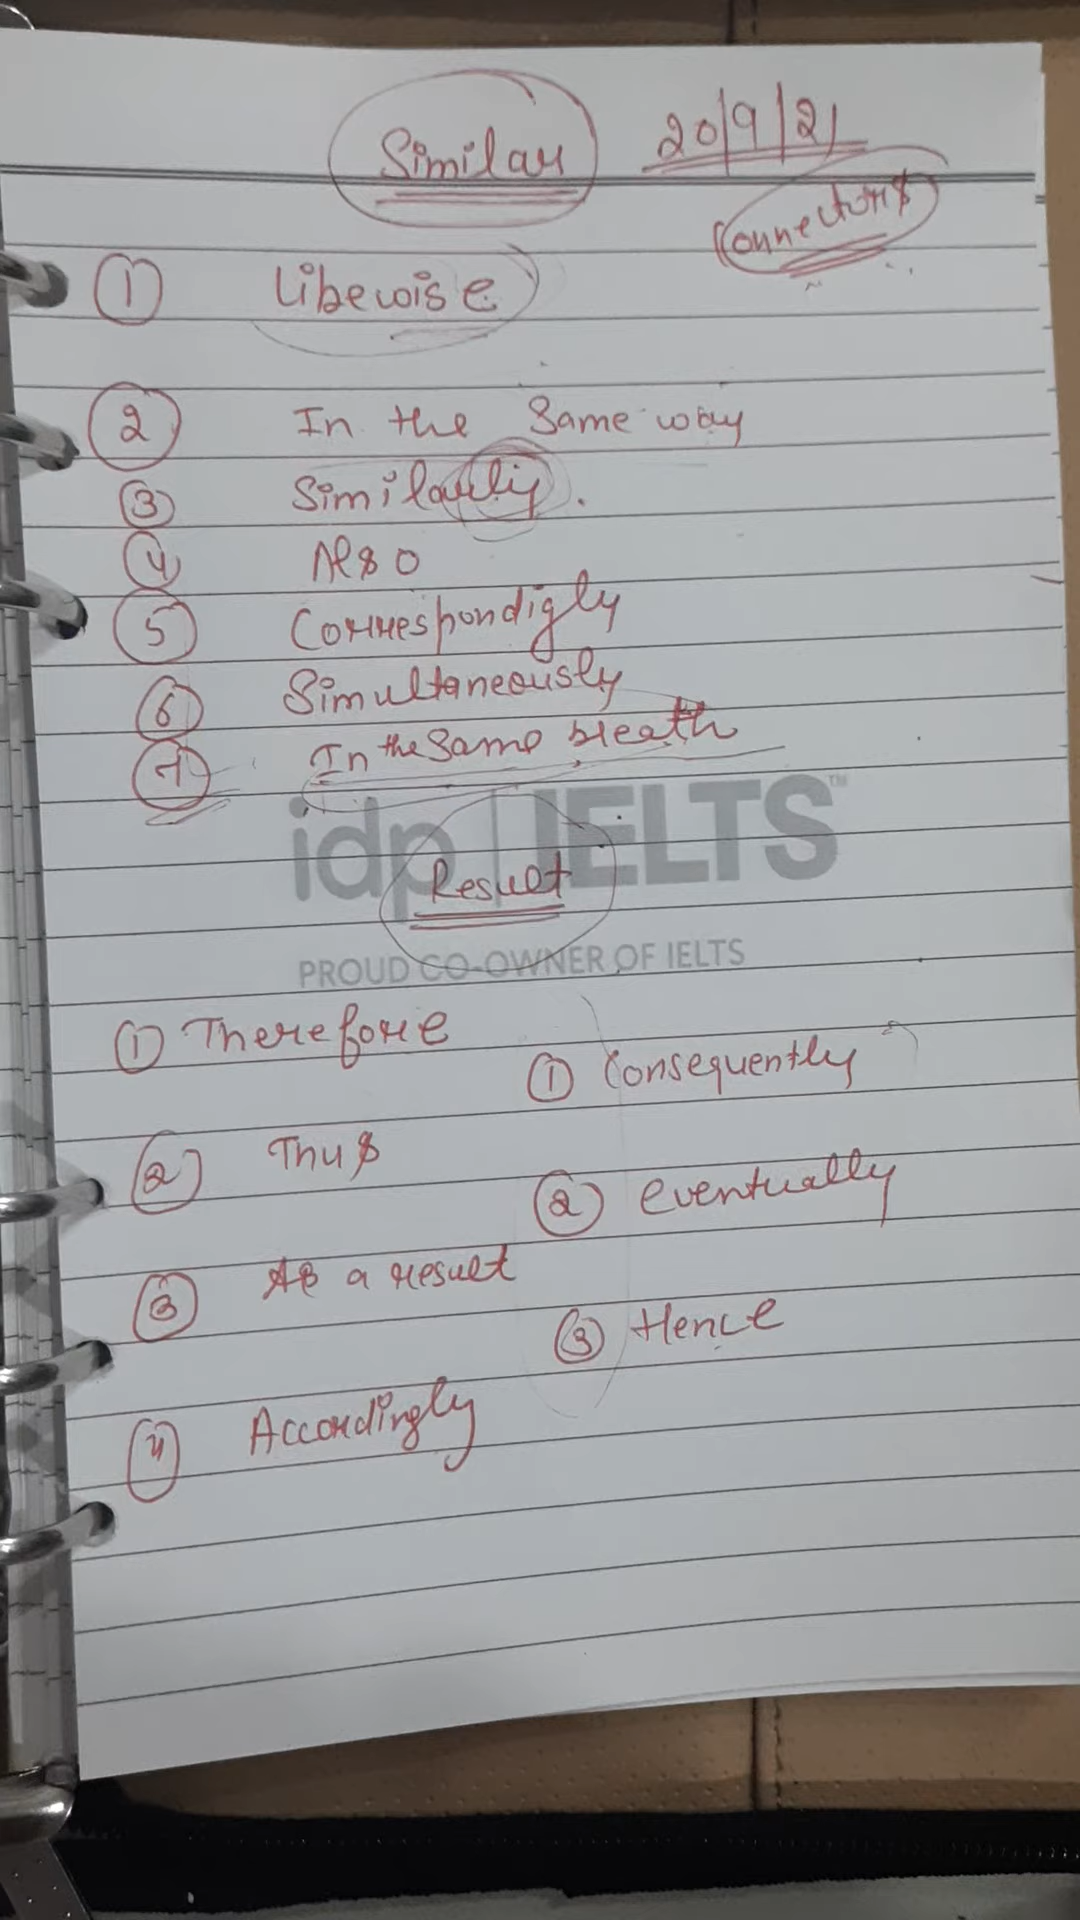 Similar 20/9/21
Connectors
① Likewise
② In the Same way
③ Similarly.
④ Also
⑤ Correspondigly
⑥ Simultaneously
⑦ In the Same breath
idp IELTS™
Result
PROUD CO-OWNER OF IELTS
① Therefore
① Consequently
② Thus
② eventually
③ As a result
③ Hence
④ Accordingly